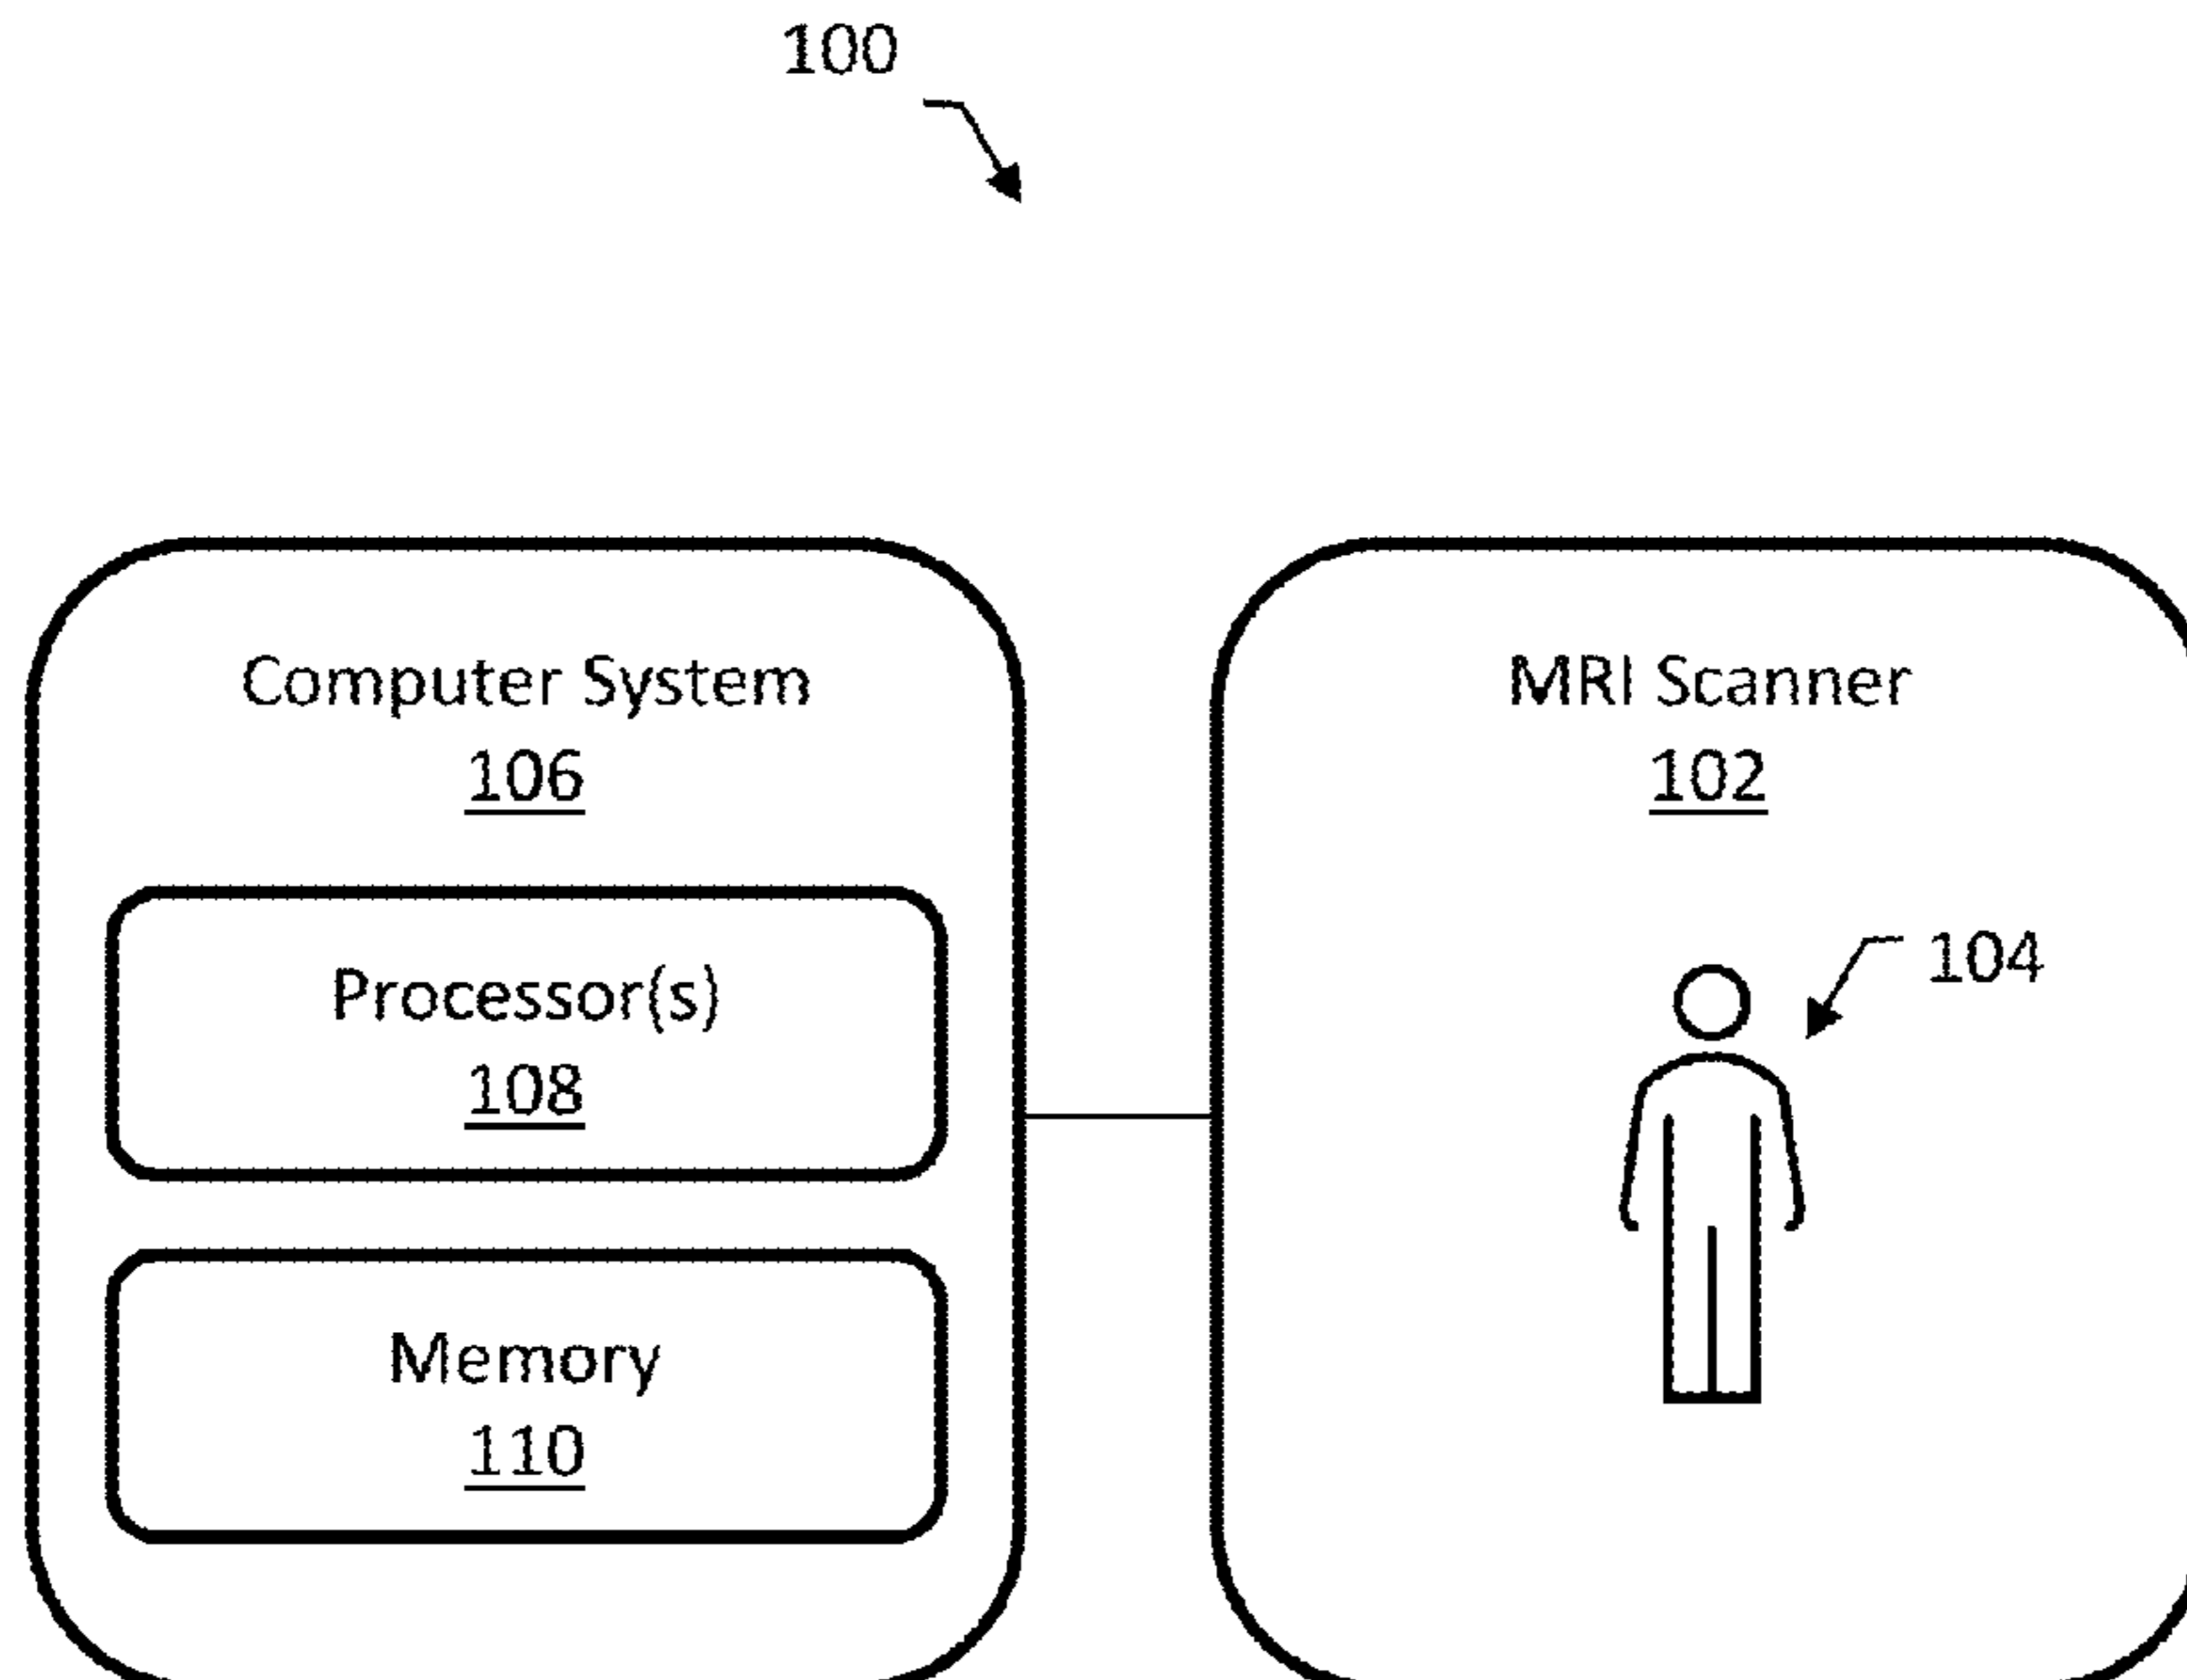 100
Computer System
106
Processor(s)
108
Memory
110
MRI Scanner
102
104